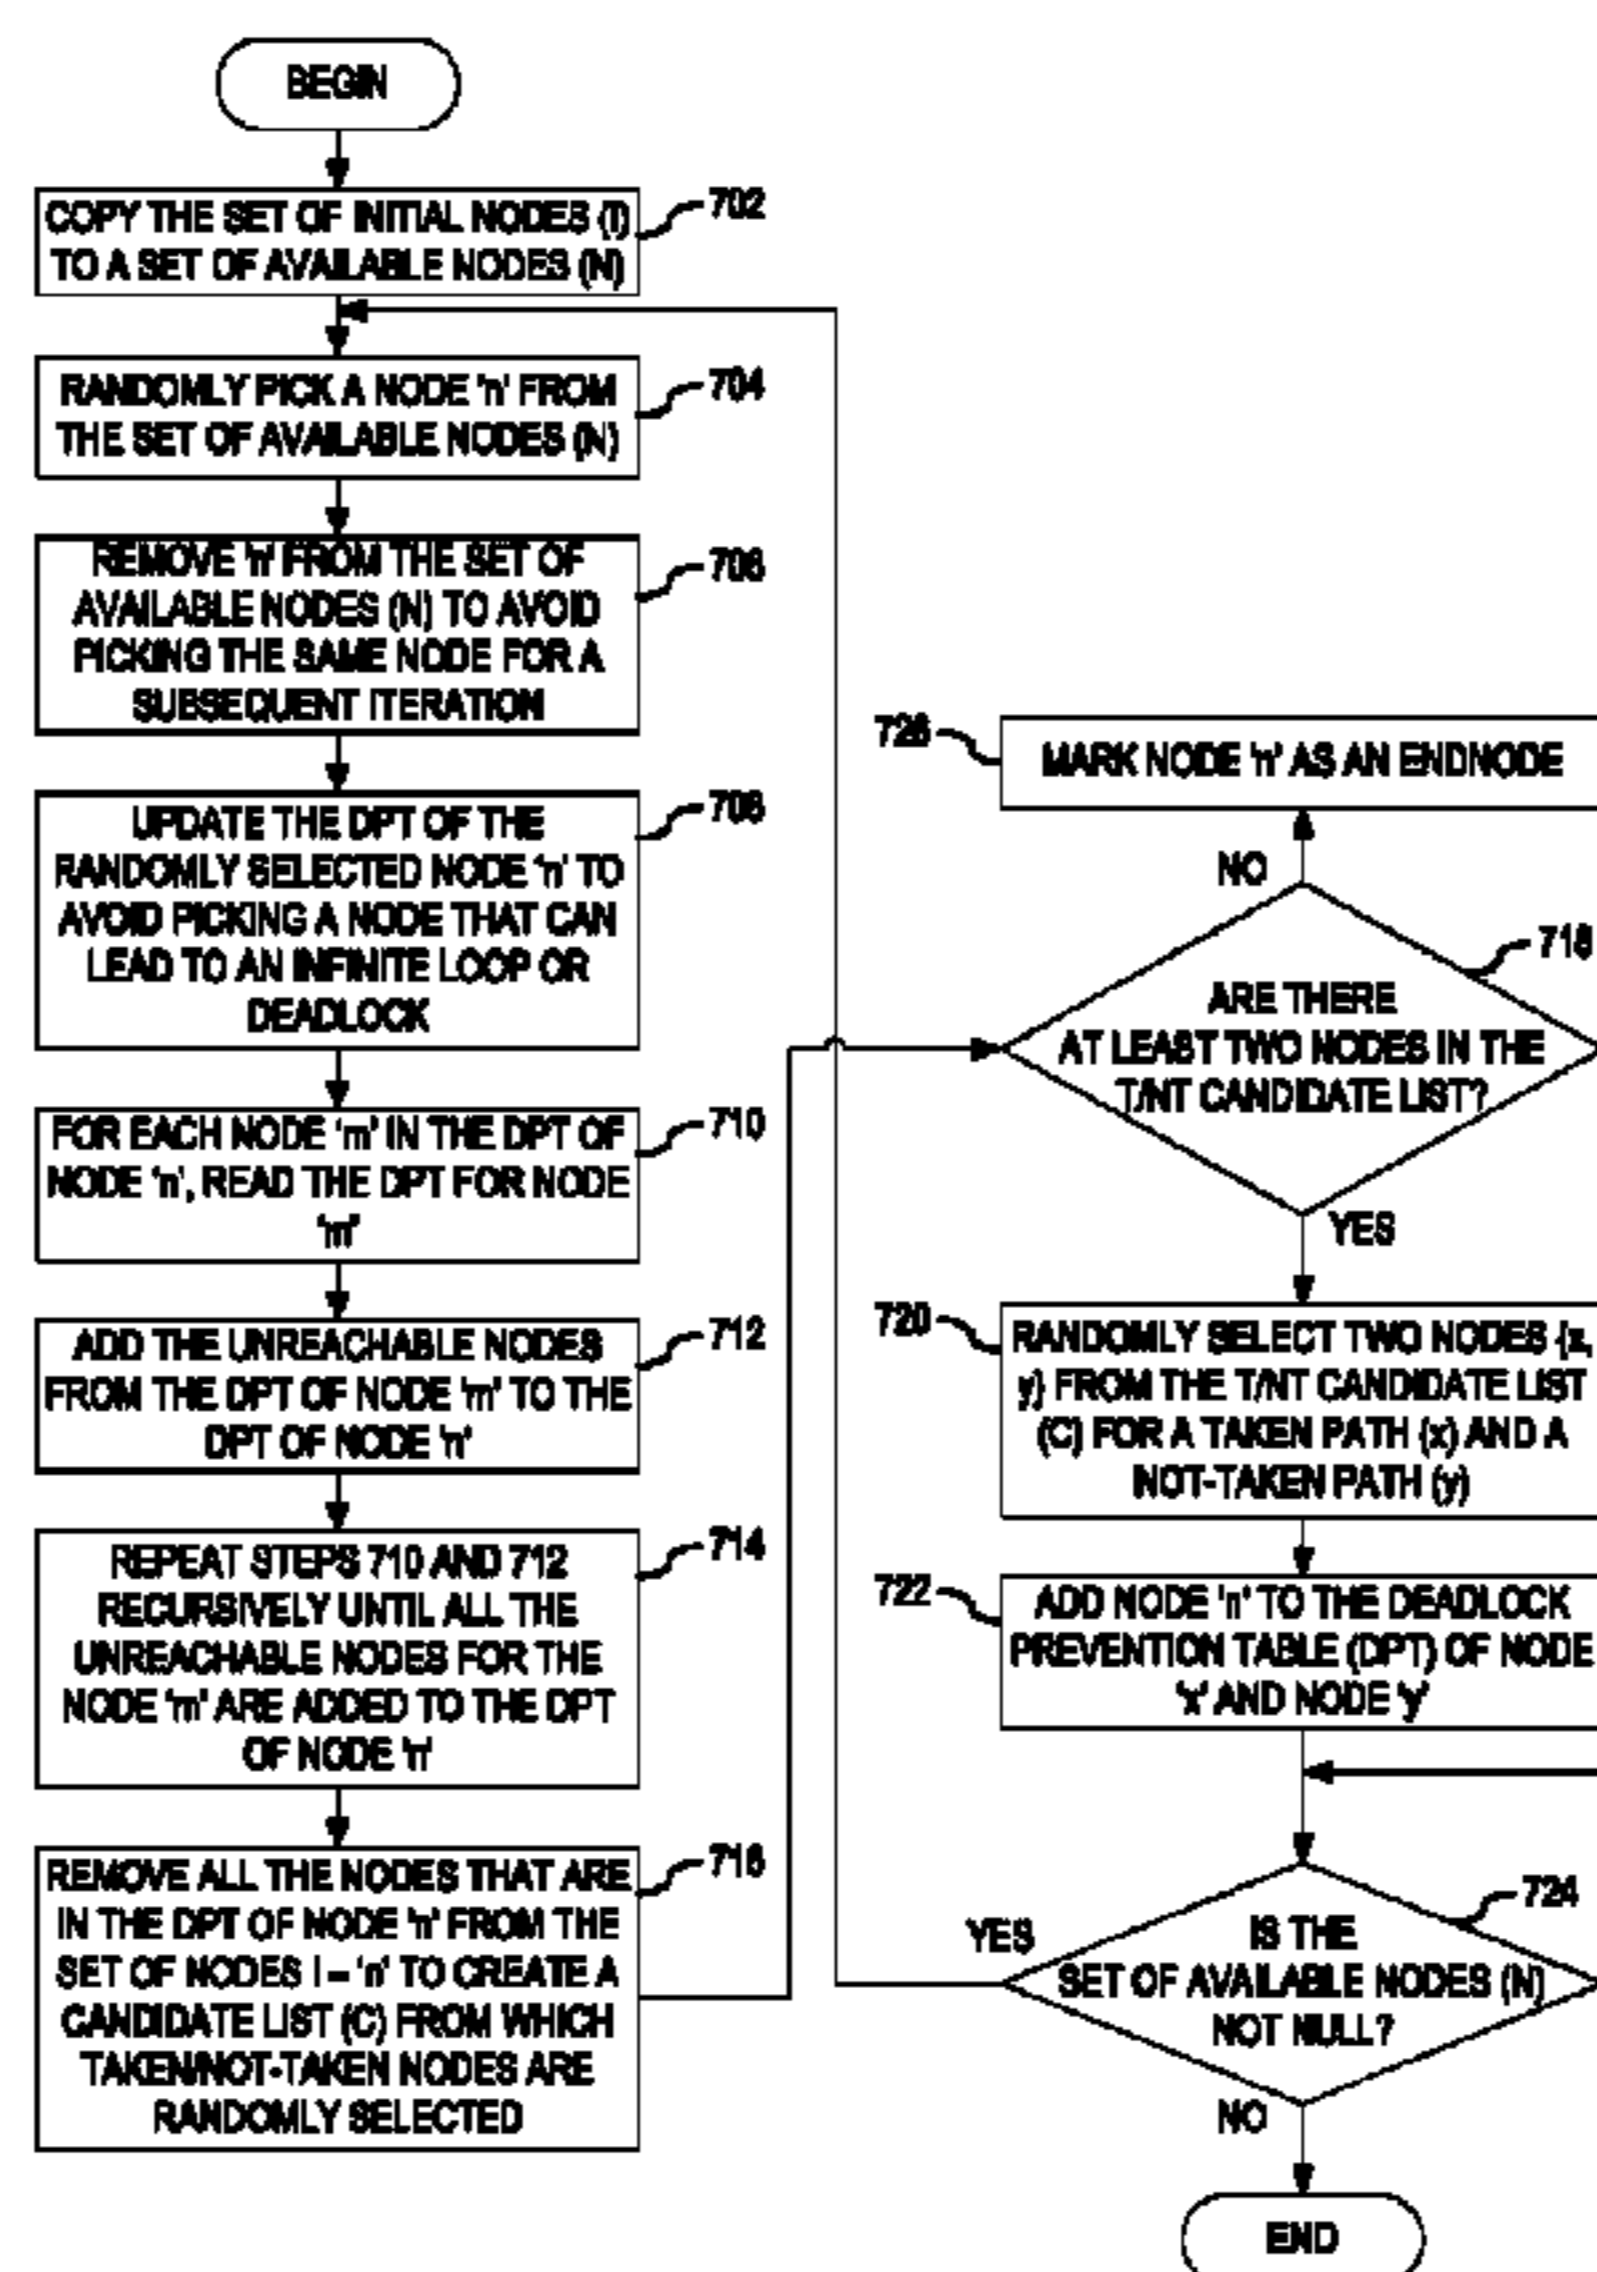 BEGIN
COPY THE SET OF INITIAL NODES (I)
TO A SET OF AVAILABLE NODES (N)
702
RANDOMLY PICK A NODE 'n' FROM
THE SET OF AVAILABLE NODES (N)
704
REMOVE 'n' FROM THE SET OF
AVAILABLE NODES (N) TO AVOID
PICKING THE SAME NODE FOR A
SUBSEQUENT ITERATION
706
UPDATE THE DPT OF THE
RANDOMLY SELECTED NODE 'n' TO
AVOID PICKING A NODE THAT CAN
LEAD TO AN INFINITE LOOP OR
DEADLOCK
708
FOR EACH NODE 'm' IN THE DPT OF
NODE 'n', READ THE DPT FOR NODE
'm'
710
ADD THE UNREACHABLE NODES
FROM THE DPT OF NODE 'm' TO THE
DPT OF NODE 'n'
712
REPEAT STEPS 710 AND 712
RECURSIVELY UNTIL ALL THE
UNREACHABLE NODES FOR THE
NODE 'm' ARE ADDED TO THE DPT
OF NODE 'n'
714
REMOVE ALL THE NODES THAT ARE
IN THE DPT OF NODE 'n' FROM THE
SET OF NODES I – 'n' TO CREATE A
CANDIDATE LIST (C) FROM WHICH
TAKEN/NOT-TAKEN NODES ARE
RANDOMLY SELECTED
716
726
MARK NODE 'n' AS AN ENDNODE
NO
718
ARE THERE
AT LEAST TWO NODES IN THE
T/NT CANDIDATE LIST?
YES
720
RANDOMLY SELECT TWO NODES (x,
y) FROM THE T/NT CANDIDATE LIST
(C) FOR A TAKEN PATH (x) AND A
NOT-TAKEN PATH (y)
722
ADD NODE 'n' TO THE DEADLOCK
PREVENTION TABLE (DPT) OF NODE
'x' AND NODE 'y'
724
YES
IS THE
SET OF AVAILABLE NODES (N)
NOT NULL?
NO
END